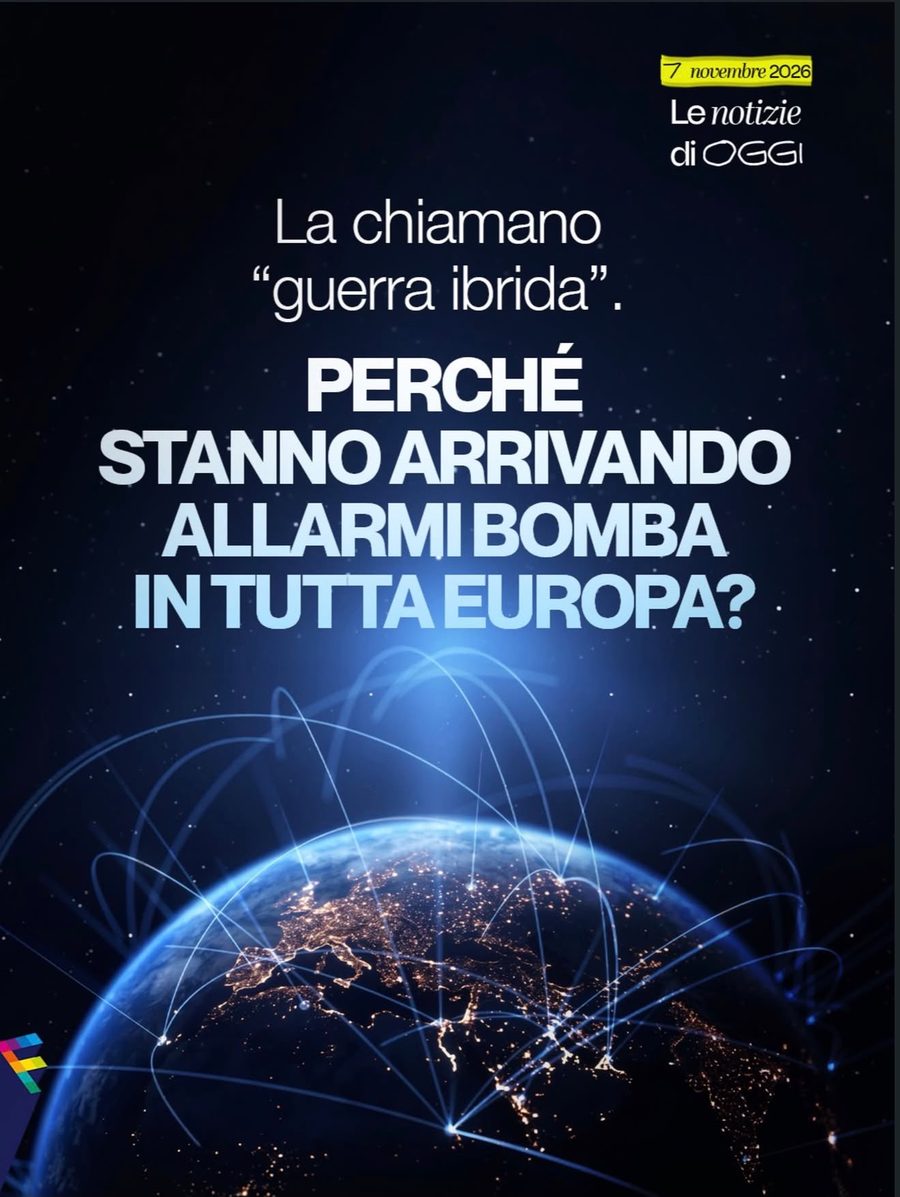 7 novembre 2026
Le notizie
di OGGI
La chiamano
“guerra ibrida”.
PERCHÉ
STANNO ARRIVANDO
ALLARMI BOMBA
IN TUTTA EUROPA?